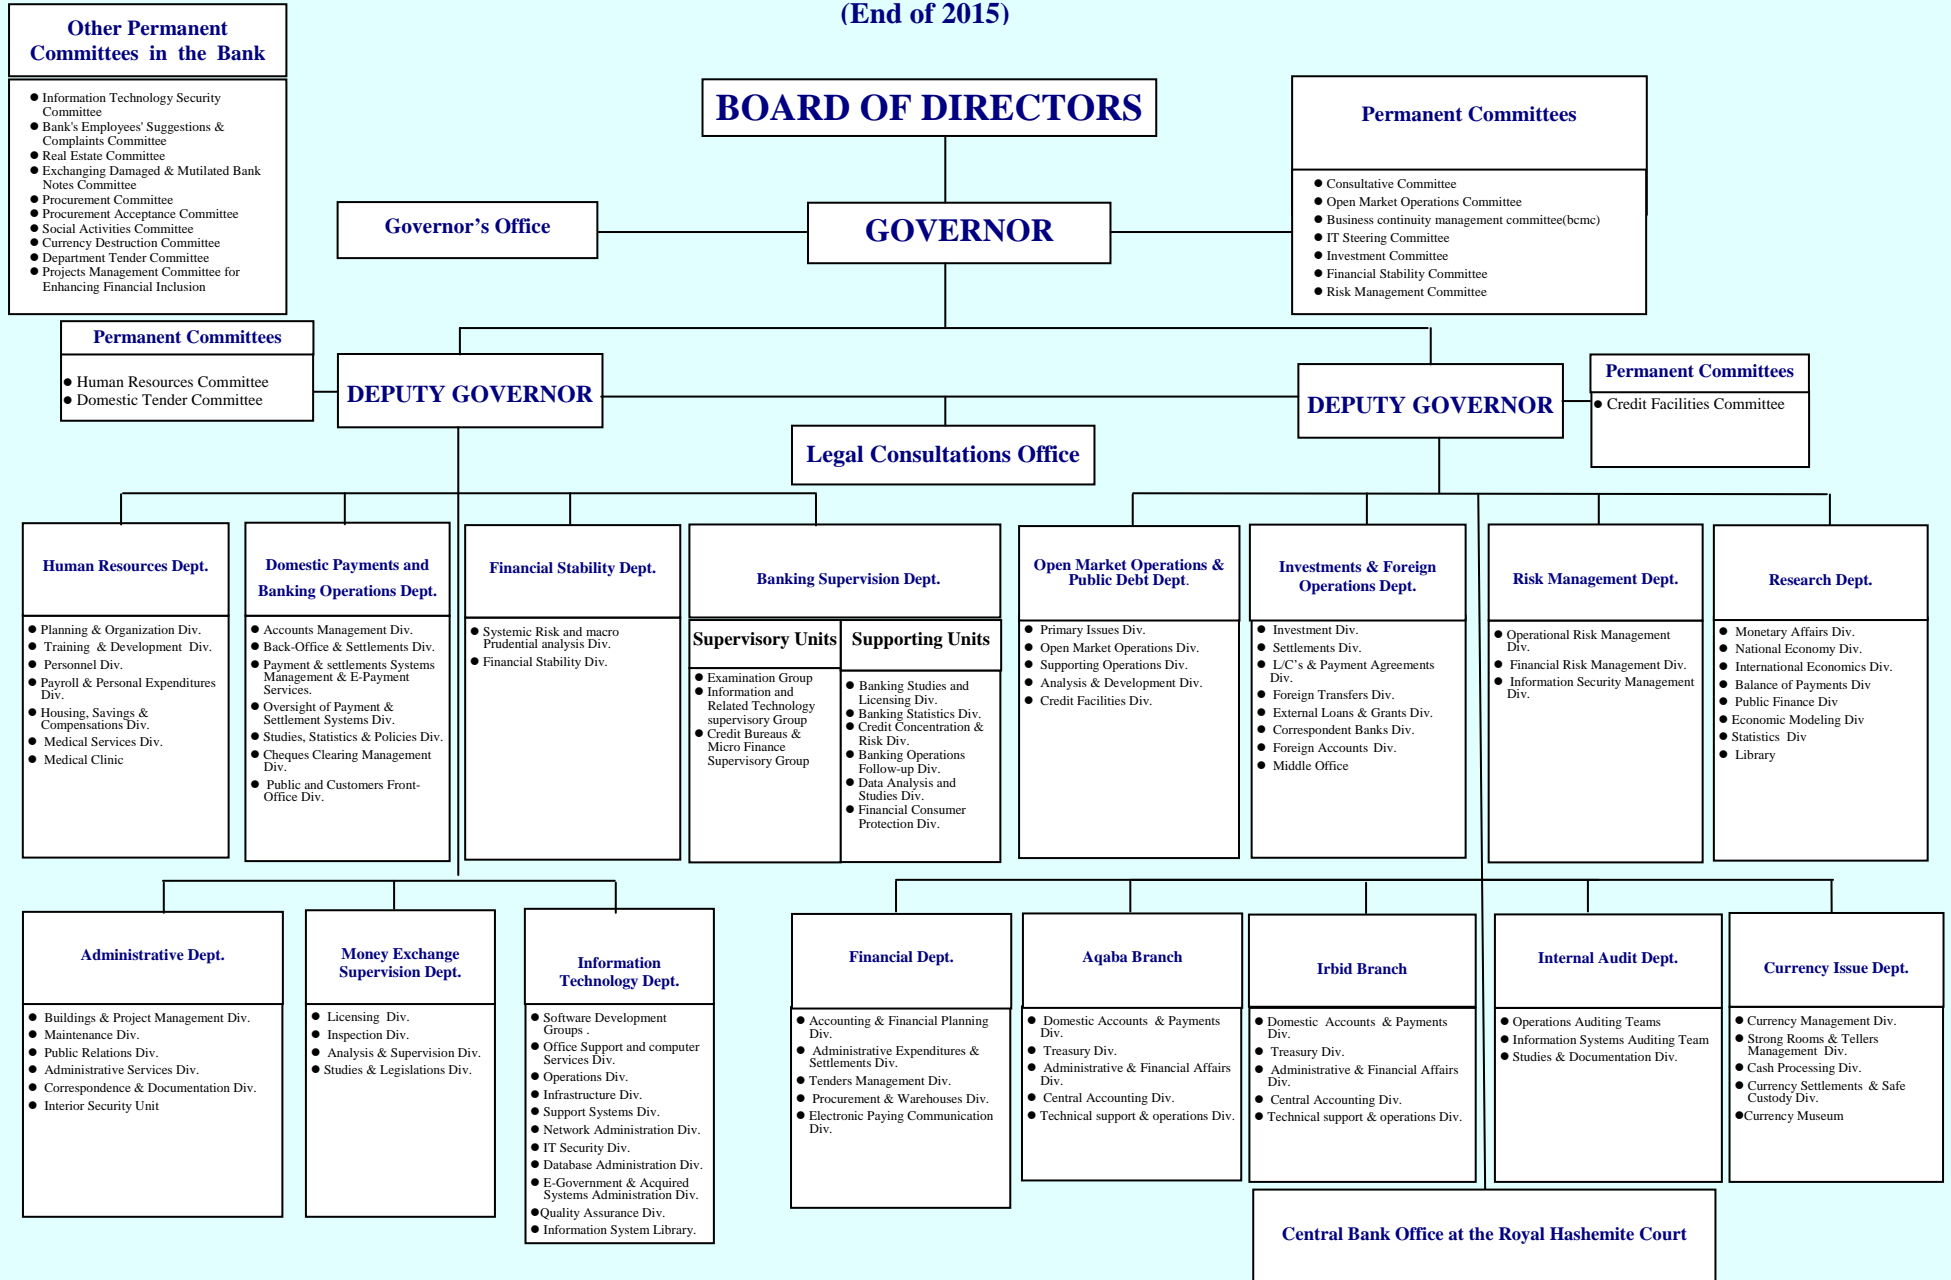 (End of 2015)
Other Permanent
Committees in the Bank
● Information Technology Security
Committee
● Bank's Employees' Suggestions &
Complaints Committee
● Real Estate Committee
● Exchanging Damaged & Mutilated Bank
Notes Committee
● Procurement Committee
● Procurement Acceptance Committee
● Social Activities Committee
● Currency Destruction Committee
● Department Tender Committee
● Projects Management Committee for
Enhancing Financial Inclusion
BOARD OF DIRECTORS
Permanent Committees
● Consultative Committee
● Open Market Operations Committee
● Business continuity management committee(bcmc)
● IT Steering Committee
● Investment Committee
● Financial Stability Committee
● Risk Management Committee
Governor's Office
GOVERNOR
Permanent Committees
● Human Resources Committee
● Domestic Tender Committee
DEPUTY GOVERNOR
DEPUTY GOVERNOR
Permanent Committees
● Credit Facilities Committee
Legal Consultations Office
Human Resources Dept.
● Planning & Organization Div.
● Training & Development Div.
● Personnel Div.
● Payroll & Personal Expenditures
Div.
● Housing, Savings &
Compensations Div.
● Medical Services Div.
● Medical Clinic
Domestic Payments and
Banking Operations Dept.
● Accounts Management Div.
● Back-Office & Settlements Div.
● Payment & settlements Systems
Management & E-Payment
Services.
● Oversight of Payment &
Settlement Systems Div.
● Studies, Statistics & Policies Div.
● Cheques Clearing Management
Div.
● Public and Customers Front-
Office Div.
Financial Stability Dept.
● Systemic Risk and macro
Prudential analysis Div.
● Financial Stability Div.
Banking Supervision Dept.
Supervisory Units
● Examination Group
● Information and
Related Technology
supervisory Group
● Credit Bureaus &
Micro Finance
Supervisory Group
Supporting Units
● Banking Studies and
Licensing Div.
● Banking Statistics Div.
● Credit Concentration &
Risk Div.
● Banking Operations
Follow-up Div.
● Data Analysis and
Studies Div.
● Financial Consumer
Protection Div.
Open Market Operations &
Public Debt Dept.
● Primary Issues Div.
● Open Market Operations Div.
● Supporting Operations Div.
● Analysis & Development Div.
● Credit Facilities Div.
Investments & Foreign
Operations Dept.
● Investment Div.
● Settlements Div.
● L/C's & Payment Agreements
Div.
● Foreign Transfers Div.
● External Loans & Grants Div.
● Correspondent Banks Div.
● Foreign Accounts Div.
● Middle Office
Risk Management Dept.
● Operational Risk Management
Div.
● Financial Risk Management Div.
● Information Security Management
Div.
Research Dept.
● Monetary Affairs Div.
● National Economy Div.
● International Economics Div.
● Balance of Payments Div
● Public Finance Div
● Economic Modeling Div
● Statistics Div
● Library
Administrative Dept.
● Buildings & Project Management Div.
● Maintenance Div.
● Public Relations Div.
● Administrative Services Div.
● Correspondence & Documentation Div.
● Interior Security Unit
Money Exchange
Supervision Dept.
● Licensing Div.
● Inspection Div.
● Analysis & Supervision Div.
● Studies & Legislations Div.
Information
Technology Dept.
● Software Development
Groups .
● Office Support and computer
Services Div.
● Operations Div.
● Infrastructure Div.
● Support Systems Div.
● Network Administration Div.
● IT Security Div.
● Database Administration Div.
● E-Government & Acquired
Systems Administration Div.
● Quality Assurance Div.
● Information System Library.
Financial Dept.
● Accounting & Financial Planning
Div.
● Administrative Expenditures &
Settlements Div.
● Tenders Management Div.
● Procurement & Warehouses Div.
● Electronic Paying Communication
Div.
Aqaba Branch
● Domestic Accounts & Payments
Div.
● Treasury Div.
● Administrative & Financial Affairs
Div.
● Central Accounting Div.
● Technical support & operations Div.
Irbid Branch
● Domestic Accounts & Payments
Div.
● Treasury Div.
● Administrative & Financial Affairs
Div.
● Central Accounting Div.
● Technical support & operations Div.
Internal Audit Dept.
● Operations Auditing Teams
● Information Systems Auditing Team
● Studies & Documentation Div.
Currency Issue Dept.
● Currency Management Div.
● Strong Rooms & Tellers
Management Div.
● Cash Processing Div.
● Currency Settlements & Safe
Custody Div.
● Currency Museum
Central Bank Office at the Royal Hashemite Court